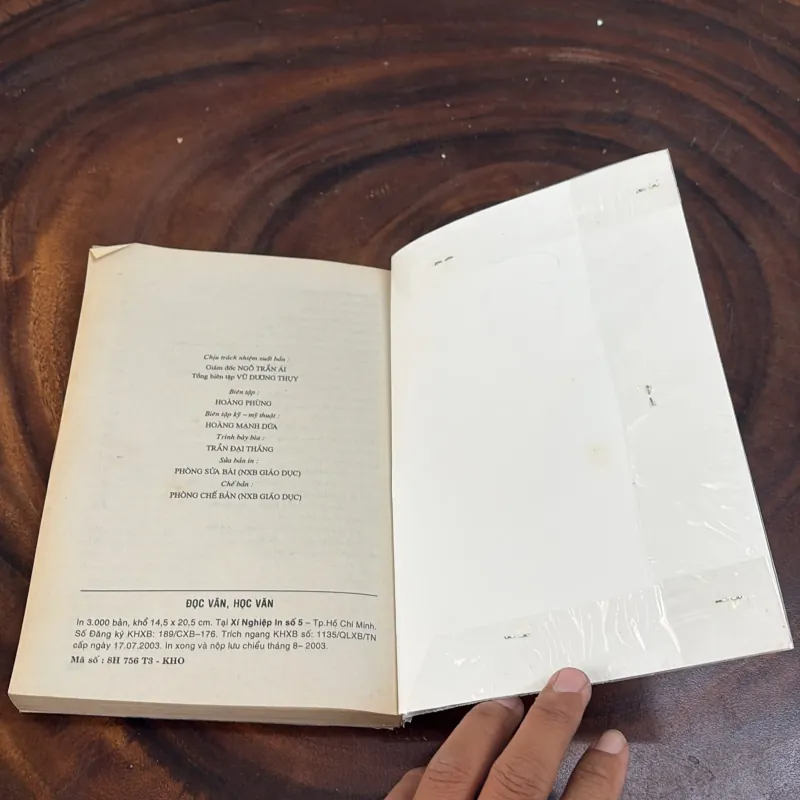 Chịu trách nhiệm xuất bản :
Giám đốc NGÔ TRẦN ÁI
Tổng biên tập VŨ DƯƠNG THỤY
Biên tập :
HOÀNG PHÙNG
Biên tập kỹ – mỹ thuật :
HOÀNG MẠNH DỨA
Trình bày bìa :
TRẦN ĐẠI THẮNG
Sửa bản in :
PHÒNG SỬA BÀI (NXB GIÁO DỤC)
Chế bản :
PHÒNG CHẾ BẢN (NXB GIÁO DỤC)
ĐỌC VĂN, HỌC VĂN
In 3.000 bản, khổ 14,5 x 20,5 cm. Tại Xí Nghiệp In số 5 – Tp.Hồ Chí Minh.
Số Đăng ký KHXB: 189/CXB–176. Trích ngang KHXB số: 1135/QLXB/TN
cấp ngày 17.07.2003. In xong và nộp lưu chiểu tháng 8– 2003.
Mã số : 8H 756 T3 - KHO